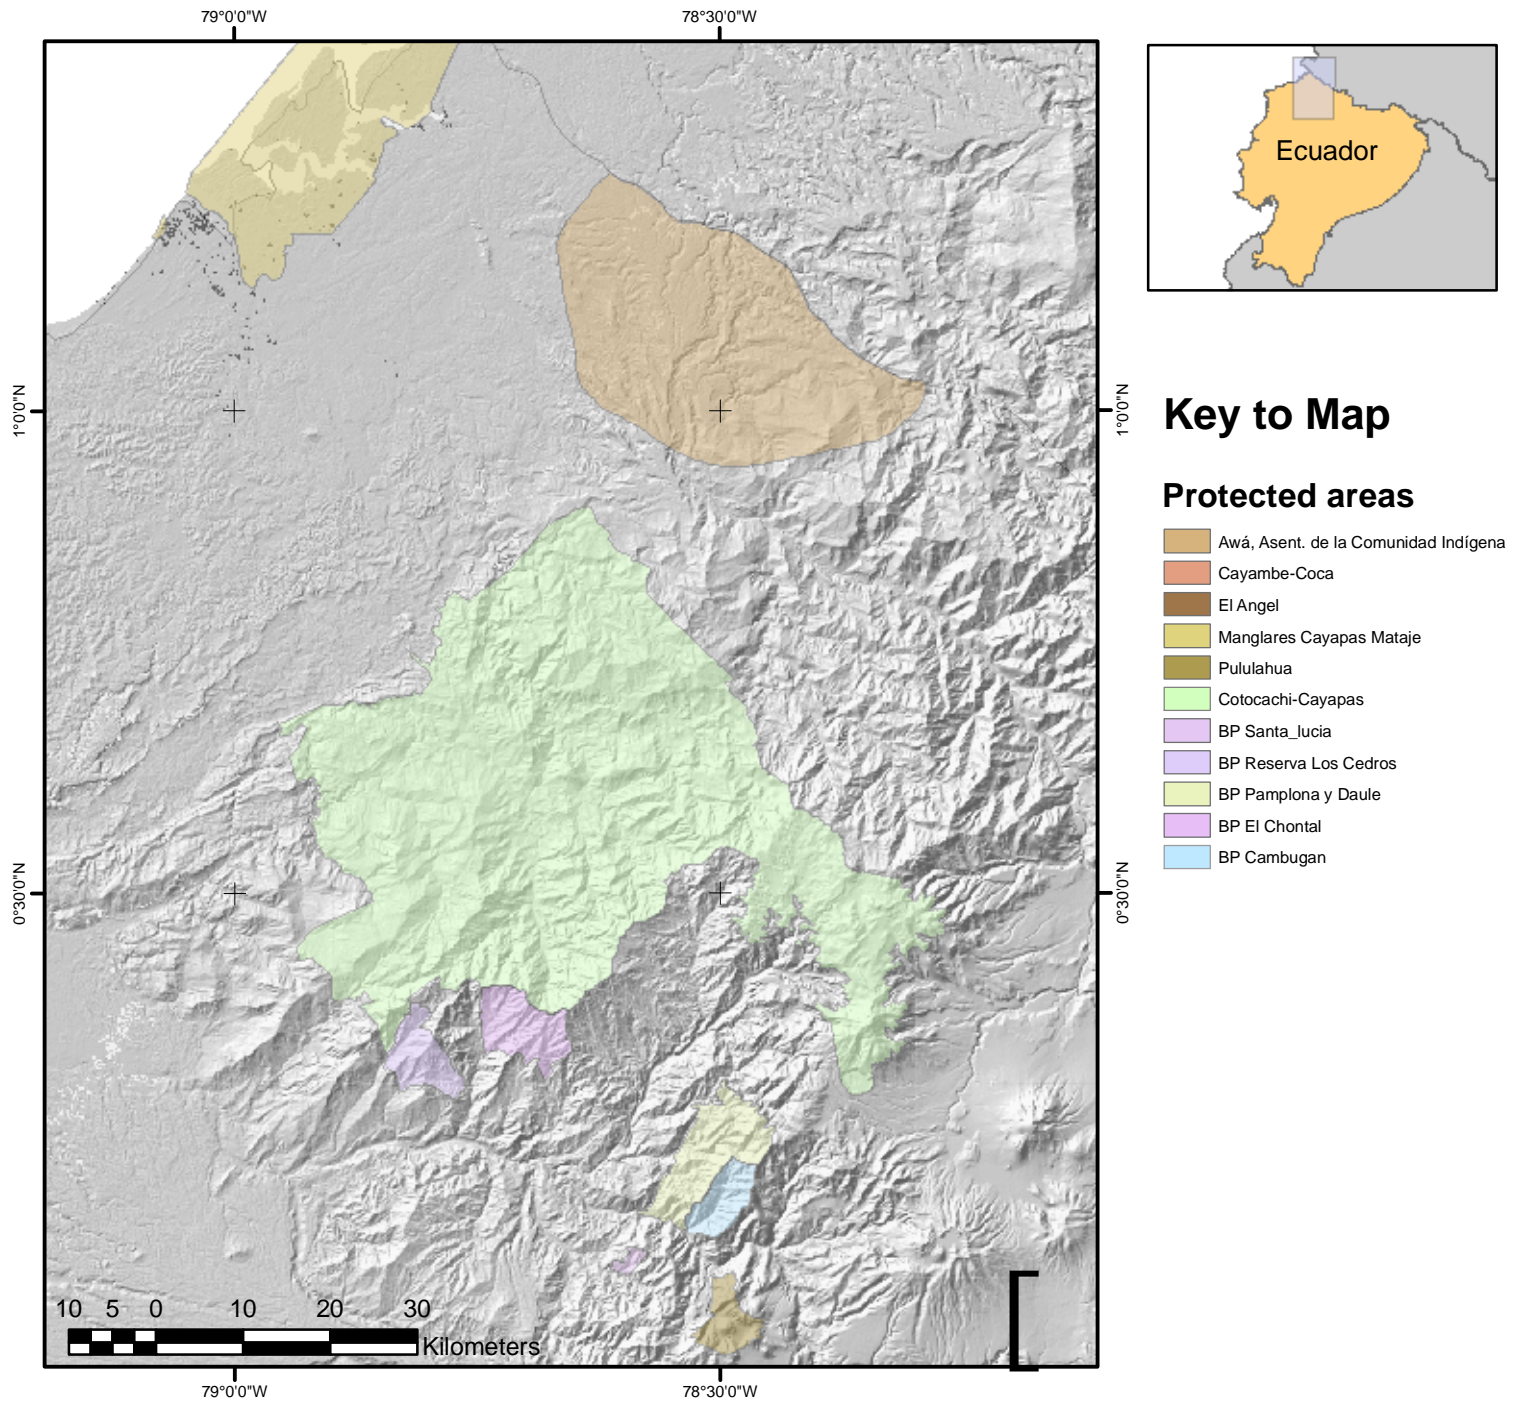 79°0'0"W
78°30'0"W
Ecuador
1°0'0"N
1°0'0"N
Key to Map
Protected areas
Awá, Asent. de la Comunidad Indígena
Cayambe-Coca
El Angel
Manglares Cayapas Mataje
Pululahua
Cotocachi-Cayapas
BP Santa_lucia
BP Reserva Los Cedros
BP Pamplona y Daule
BP El Chontal
BP Cambugan
0°30'0"N
0°30'0"N
10 5 0 10 20 30
Kilometers
[
79°0'0"W
78°30'0"W